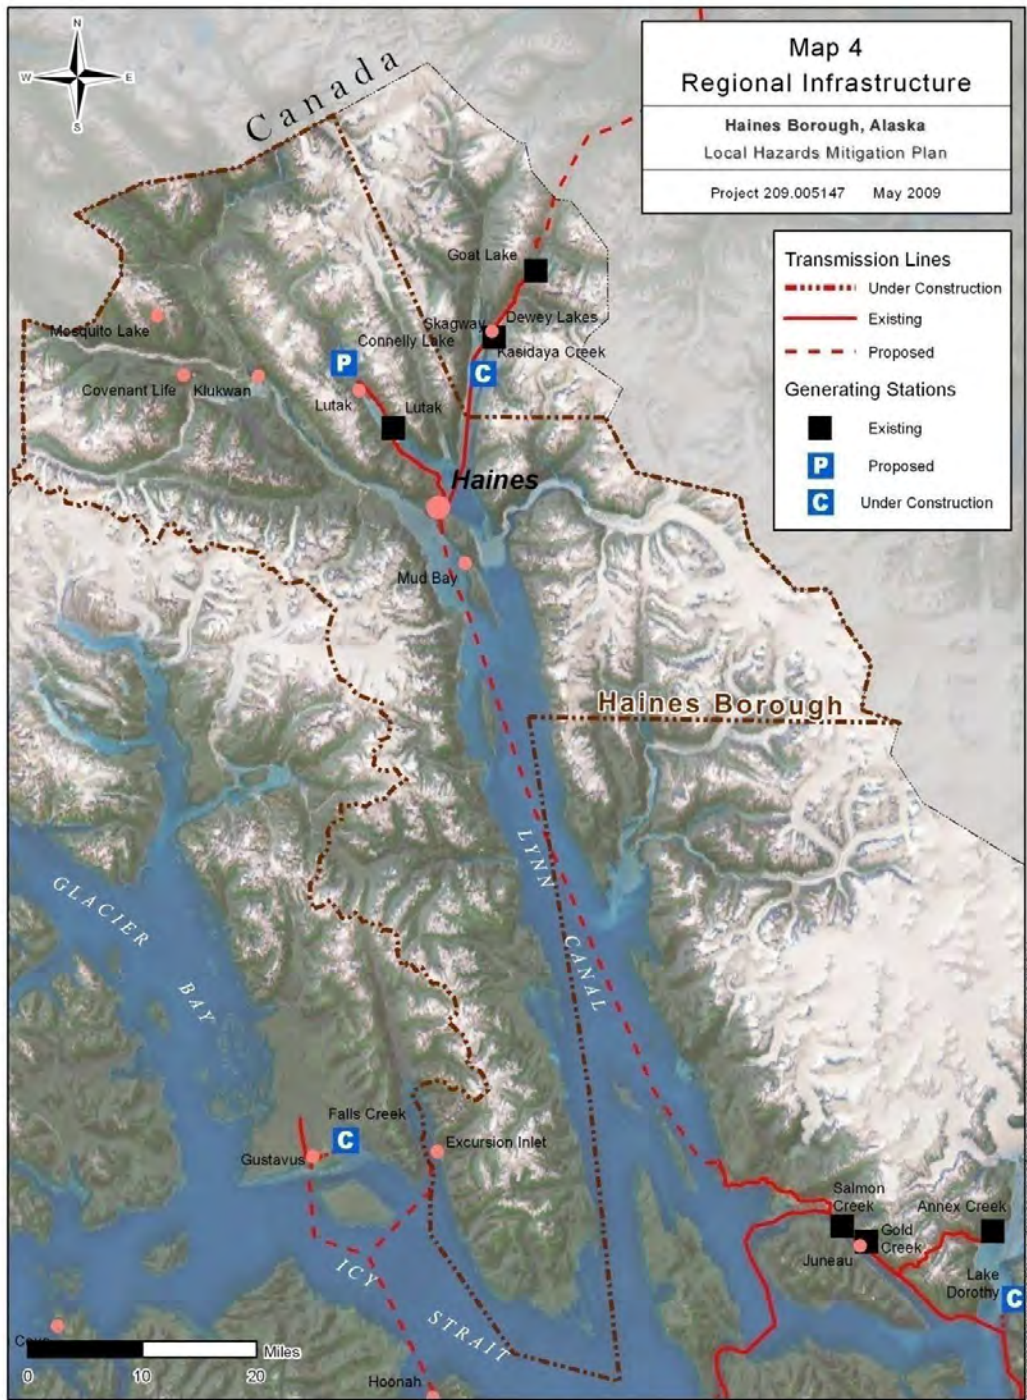 N
W
E
S
Canada
Map 4
Regional Infrastructure
Haines Borough, Alaska
Local Hazards Mitigation Plan
Project 209.005147 May 2009
Transmission Lines
Under Construction
Existing
Proposed
Generating Stations
Existing
P Proposed
C Under Construction
Goat Lake
Skagway
Dewey Lakes
Connelly Lake
Kasidaya Creek
Mosquito Lake
P
C
Covenant Life
Klukwan
Lutak
Lutak
Haines
Mud Bay
Haines Borough
LYNN
CANAL
GLACIER
BAY
Falls Creek
C
Gustavus
Excursion Inlet
Salmon
Creek
Annex Creek
Gold
Creek
Juneau
Lake
Dorothy
C
ICY
STRAIT
Miles
0 10 20
Hoonah